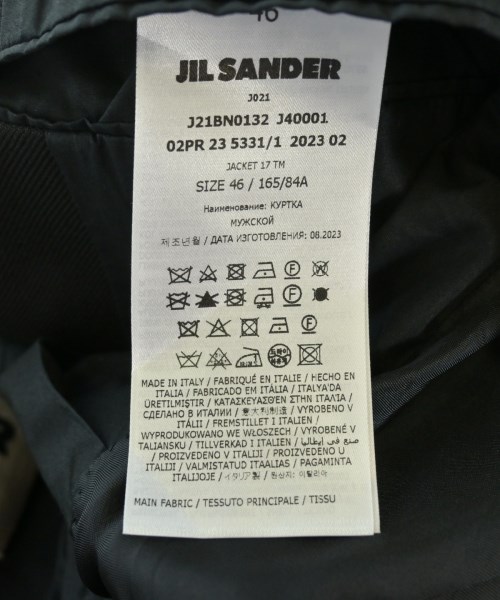 46
JIL SANDER
J021
J21BN0132 J40001
02PR 23 5331/1 2023 02
JACKET 17 TM
SIZE 46 / 165/84A
Наименование: КУРТКА
МУЖСКОЙ
제조년월 / ДАТА ИЗГОТОВЛЕНИЯ: 08.2023
MADE IN ITALY / FABRIQUÉ EN ITALIE / HECHO EN
ITALIA / FABRICADO EM ITÁLIA / ITALYA'DA
ÜRETILMIŞTIR / ΚΑΤΑΣΚΕΥΑΣΘΕΝ ΣΤΗΝ ΙΤΑΛΙΑ/
СДЕЛАНО В ИТАЛИИ / 意大利制造 / VYROBENO V
ITÁLII / FREMSTILLET I ITALIEN /
WYPRODUKOWANO WE WŁOSZECH / VYROBENÉ V
TALIANSKU / TILLVERKAD I ITALIEN / صنع في إيطاليا
/ PROIZVEDENO V ITALIJI / PROIZVEDENO U
ITALIJI / VALMISTATUD ITAALIAS / PAGAMINTA
ITALIJOJE / イタリア製 / 원산지: 이탈리아
MAIN FABRIC / TESSUTO PRINCIPALE / TISSU